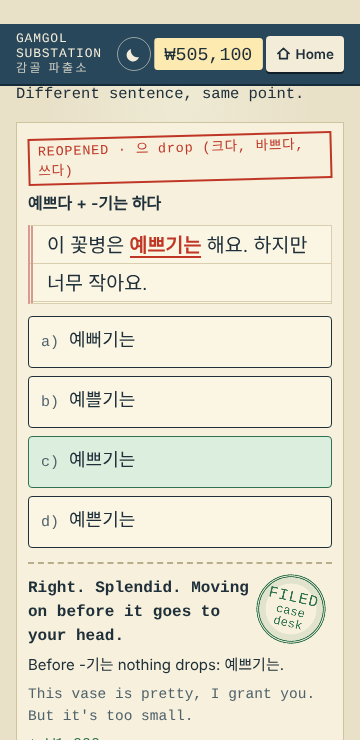 GAMGOL
SUBSTATION
감골 파출소
₩505,100
Home
Different sentence, same point.
REOPENED · 으 drop (크다, 바쁘다,
쓰다)
예쁘다 + -기는 하다
이 꽃병은 예쁘기는 해요. 하지만
너무 작아요.
a) 예뻐기는
b) 예쁠기는
c) 예쁘기는
d) 예쁜기는
Right. Splendid. Moving
on before it goes to
your head.
FILED
case
desk
Before -기는 nothing drops: 예쁘기는.
This vase is pretty, I grant you.
But it's too small.